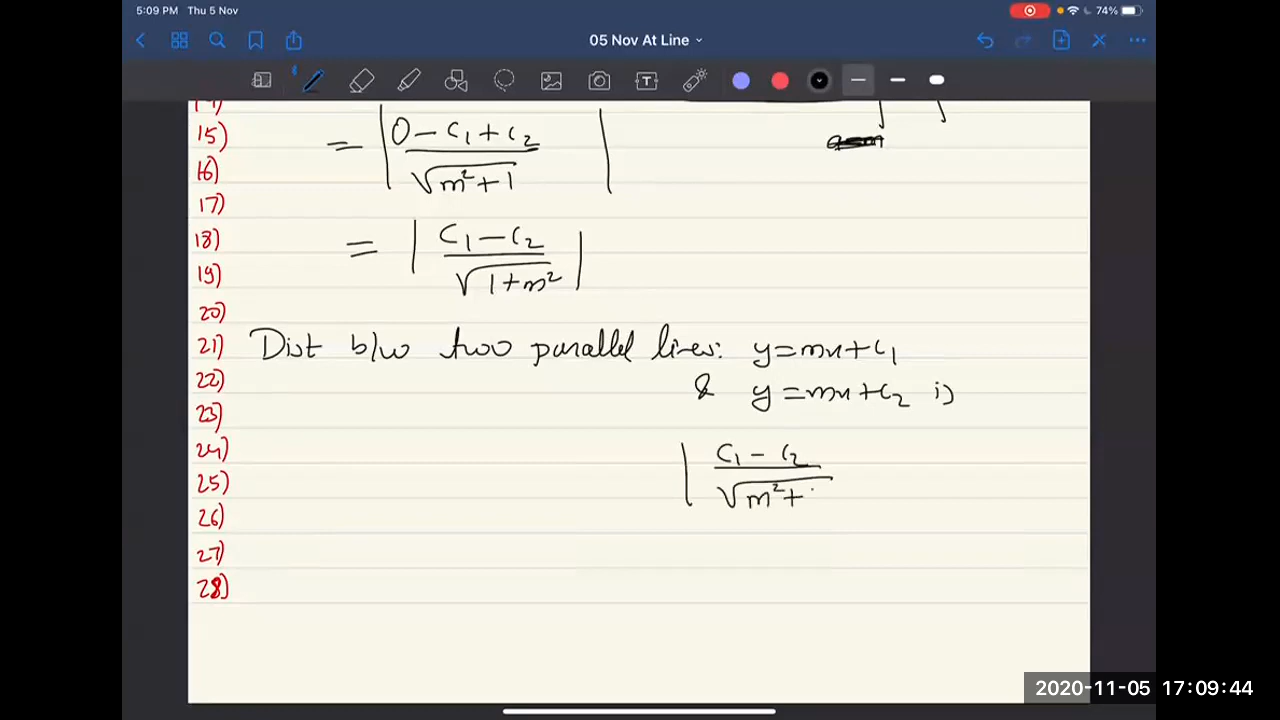 5:09 PM Thu 5 Nov
74%
05 Nov At Line
15) = | 0 - C₁ + C₂ / √m² + 1 |
16)
17)
18) = | C₁ - C₂ / √1 + m² |
19)
20)
21) Dist b/w two parallel lines: y = mx + C₁
22) & y = mx + C₂ is
23)
24) | C₁ - C₂
25) √m² +
26)
27)
28)
2020-11-05 17:09:44